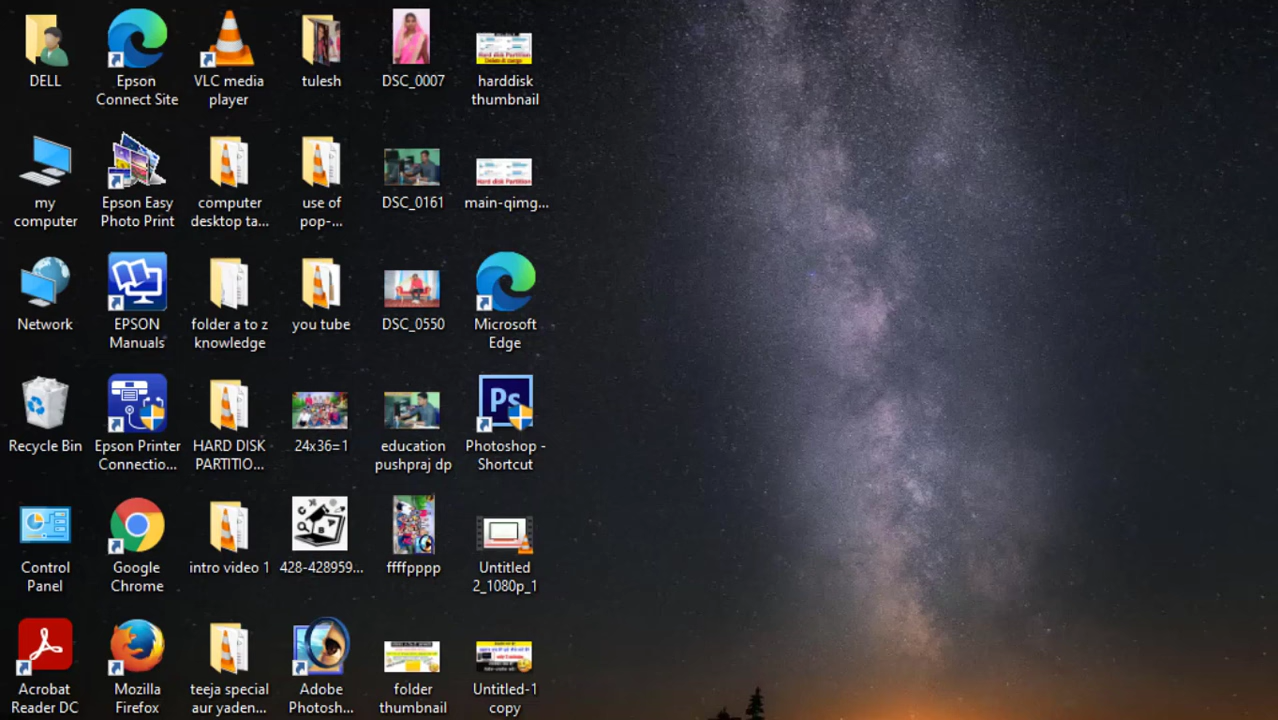 DELL
Epson
Connect Site
VLC media
player
tulesh
DSC_0007
harddisk
thumbnail
my
computer
Epson Easy
Photo Print
computer
desktop ta...
use of
pop-...
DSC_0161
main-qimg...
Network
EPSON
Manuals
folder a to z
knowledge
you tube
DSC_0550
Microsoft
Edge
Recycle Bin
Epson Printer
Connectio...
HARD DISK
PARTITIO...
24x36=1
education
pushpraj dp
Ps
Photoshop -
Shortcut
Control
Panel
Google
Chrome
intro video 1
428-428959...
ffffpppp
Untitled
2_1080p_1
Acrobat
Reader DC
Mozilla
Firefox
teeja special
aur yaden...
Adobe
Photosh...
folder
thumbnail
Untitled-1
copy